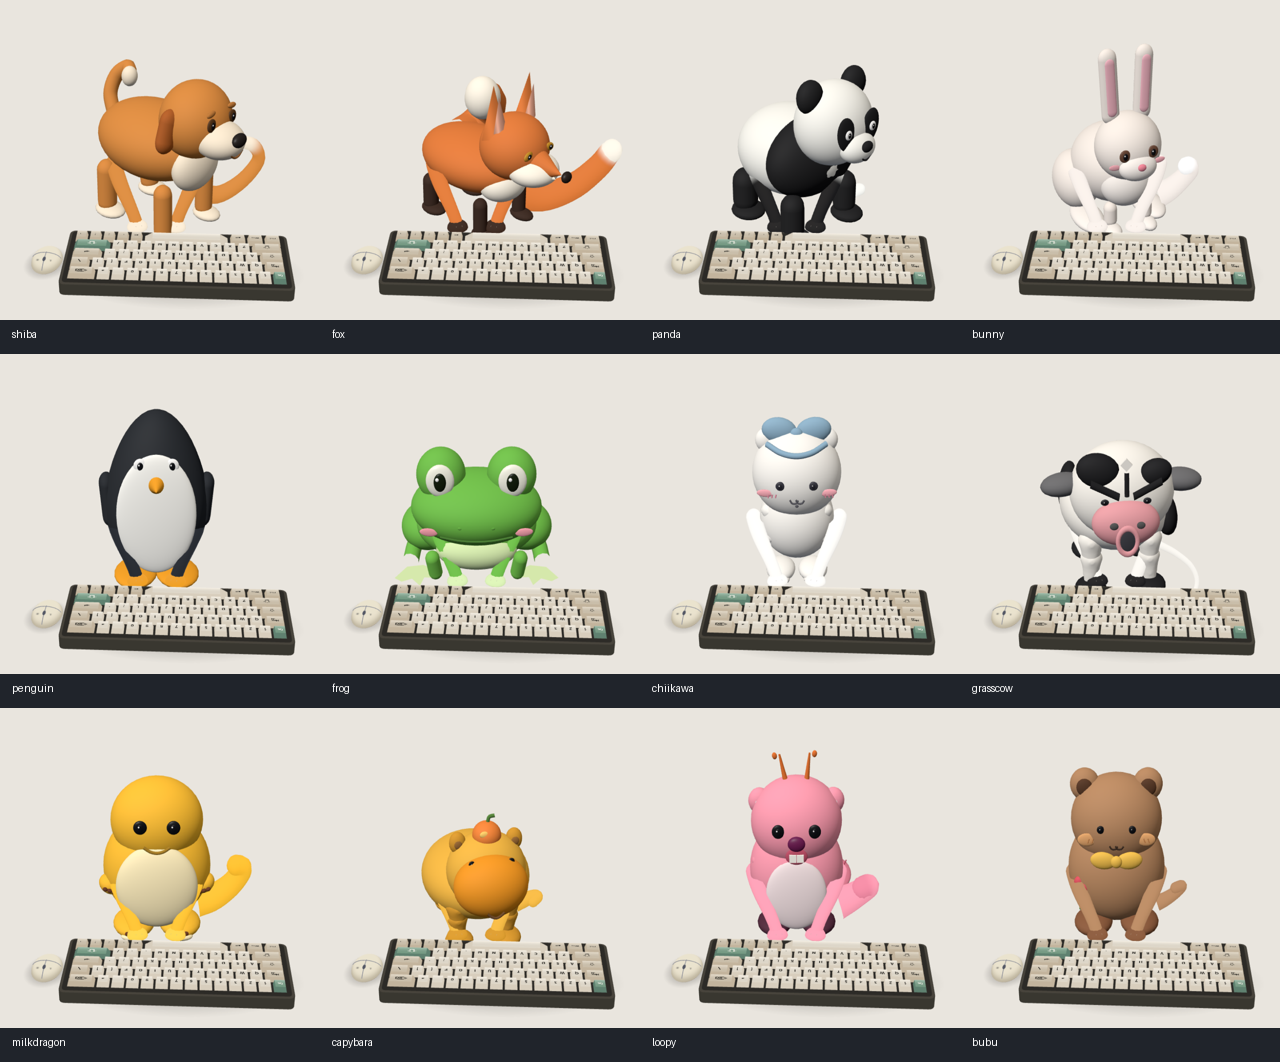 shiba
fox
panda
bunny
penguin
frog
chiikawa
grasscow
milkdragon
capybara
loopy
bubu